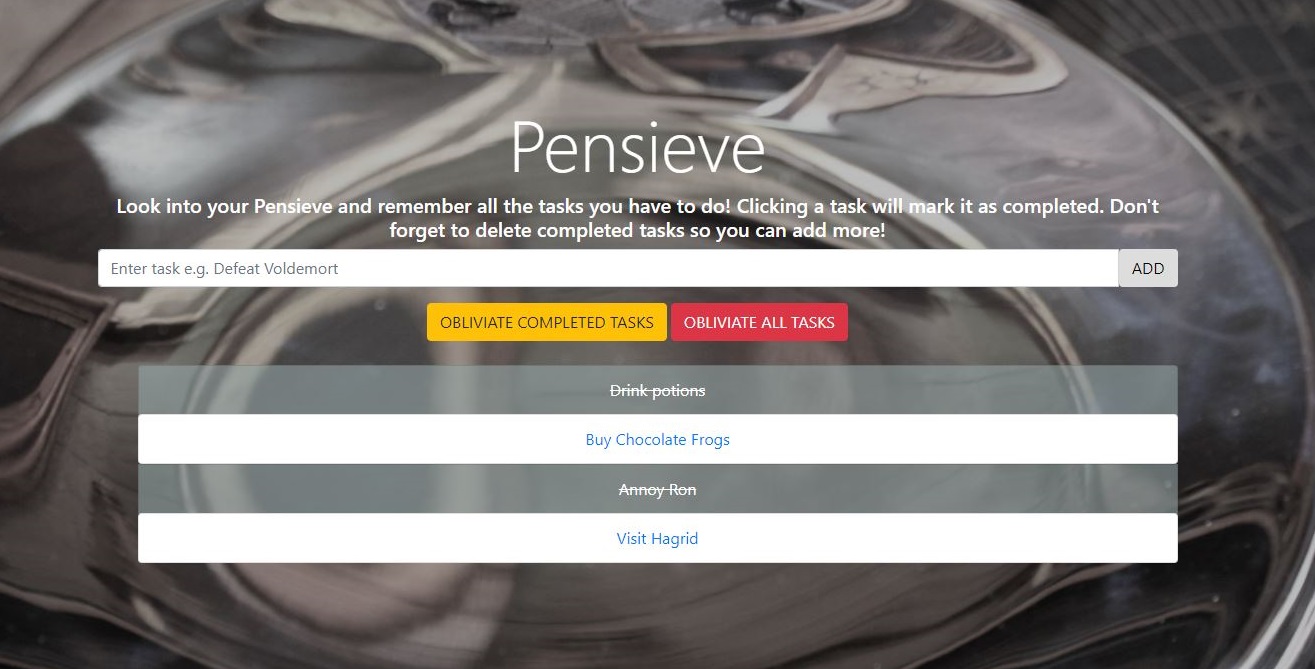 Pensieve
Look into your Pensieve and remember all the tasks you have to do! Clicking a task will mark it as completed. Don't
forget to delete completed tasks so you can add more!
Enter task e.g. Defeat Voldemort
ADD
OBLIVIATE COMPLETED TASKS
OBLIVIATE ALL TASKS
Drink potions
Buy Chocolate Frogs
Annoy Ron
Visit Hagrid